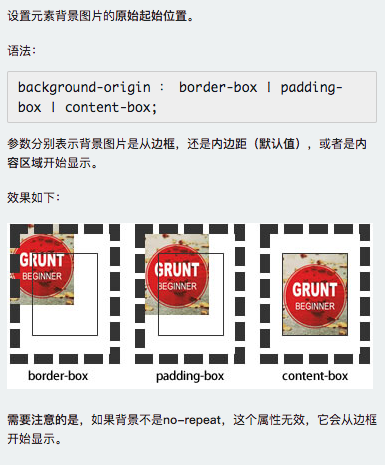 设置元素背景图片的原始起始位置。
语法：
background-origin ： border-box | padding-
box | content-box;
参数分别表示背景图片是从边框，还是内边距（默认值），或者是内
容区域开始显示。
效果如下：
GRUNT
BEGINNER
GRUNT
BEGINNER
GRUNT
BEGINNER
border-box
padding-box
content-box
需要注意的是，如果背景不是no-repeat，这个属性无效，它会从边框
开始显示。